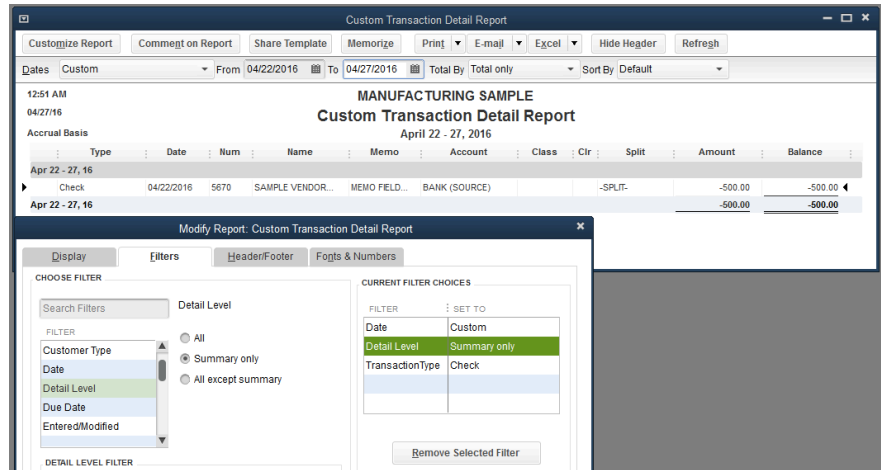 Custom Transaction Detail Report
Customize Report Comment on Report Share Template Memorize Print E-mail Excel Hide Header Refresh
Dates Custom From 04/22/2016 To 04/27/2016 Total By Total only Sort By Default
12:51 AM MANUFACTURING SAMPLE
04/27/16 Custom Transaction Detail Report
Accrual Basis April 22 - 27, 2016
Type Date Num Name Memo Account Class Clr Split Amount Balance
Apr 22 - 27, 16
Check 04/22/2016 5670 SAMPLE VENDOR... MEMO FIELD... BANK (SOURCE) -SPLIT- -500.00 -500.00
Apr 22 - 27, 16 -500.00 -500.00
Modify Report: Custom Transaction Detail Report
Display Filters Header/Footer Fonts & Numbers
CHOOSE FILTER
Search Filters
FILTER
Customer Type
Date
Detail Level
Due Date
Entered/Modified
DETAIL LEVEL FILTER
Detail Level
All
Summary only
All except summary
CURRENT FILTER CHOICES
FILTER SET TO
Date Custom
Detail Level Summary only
TransactionType Check
Remove Selected Filter